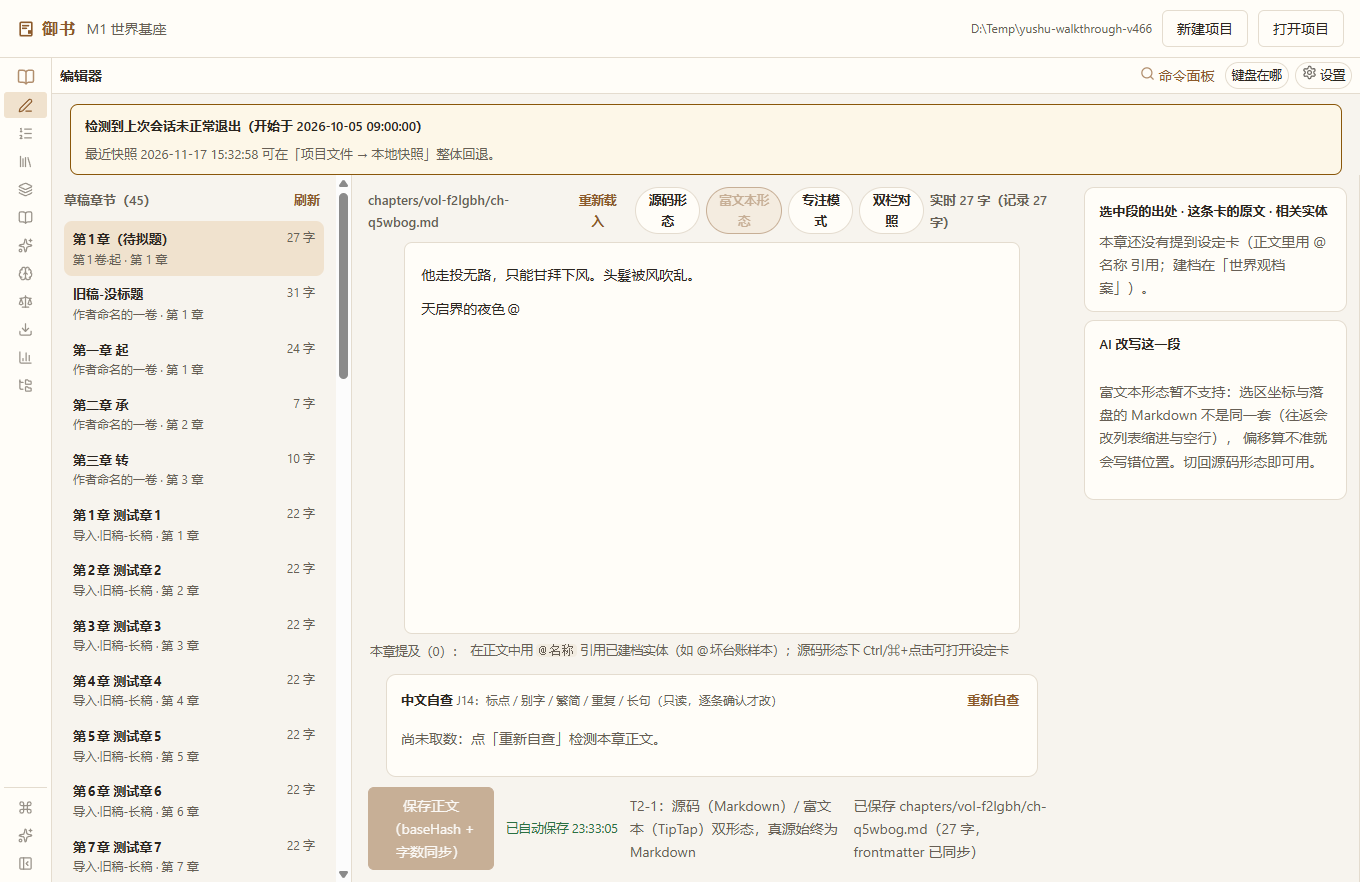 御书 M1 世界基座
D:\Temp\yushu-walkthrough-v466 新建项目 打开项目
编辑器
命令面板 键盘在哪 设置
检测到上次会话未正常退出（开始于 2026-10-05 09:00:00）
最近快照 2026-11-17 15:32:58 可在「项目文件 → 本地快照」整体回退。
草稿章节（45） 刷新
第1章（待拟题） 27 字
第1卷·起 · 第 1 章
旧稿-没标题 31 字
作者命名的一卷 · 第 1 章
第一章 起 24 字
作者命名的一卷 · 第 1 章
第二章 承 7 字
作者命名的一卷 · 第 2 章
第三章 转 10 字
作者命名的一卷 · 第 3 章
第1章 测试章1 22 字
导入·旧稿-长稿 · 第 1 章
第2章 测试章2 22 字
导入·旧稿-长稿 · 第 2 章
第3章 测试章3 22 字
导入·旧稿-长稿 · 第 3 章
第4章 测试章4 22 字
导入·旧稿-长稿 · 第 4 章
第5章 测试章5 22 字
导入·旧稿-长稿 · 第 5 章
第6章 测试章6 22 字
导入·旧稿-长稿 · 第 6 章
第7章 测试章7 22 字
导入·旧稿-长稿 · 第 7 章
chapters/vol-f2lgbh/ch-
q5wbog.md
重新载
入
源码形
态
富文本形
态
专注模
式
双栏对
照
实时 27 字（记录 27
字）
他走投无路，只能甘拜下风。头髮被风吹乱。
天启界的夜色 @
本章提及（0）： 在正文中用 @名称 引用已建档实体（如 @坏台账样本）；源码形态下 Ctrl/⌘+点击可打开设定卡
中文自查 J14：标点 / 别字 / 繁简 / 重复 / 长句（只读，逐条确认才改） 重新自查
尚未取数：点「重新自查」检测本章正文。
保存正文
（baseHash +
字数同步）
已自动保存 23:33:05
T2-1：源码（Markdown）/ 富文
本（TipTap）双形态，真源始终为
Markdown
已保存 chapters/vol-f2lgbh/ch-
q5wbog.md（27 字，
frontmatter 已同步）
选中段的出处 · 这条卡的原文 · 相关实体
本章还没有提到设定卡（正文里用 @
名称 引用；建档在「世界观档
案」）。
AI 改写这一段
富文本形态暂不支持：选区坐标与落
盘的 Markdown 不是同一套（往返会
改列表缩进与空行），偏移算不准就
会写错位置。切回源码形态即可用。